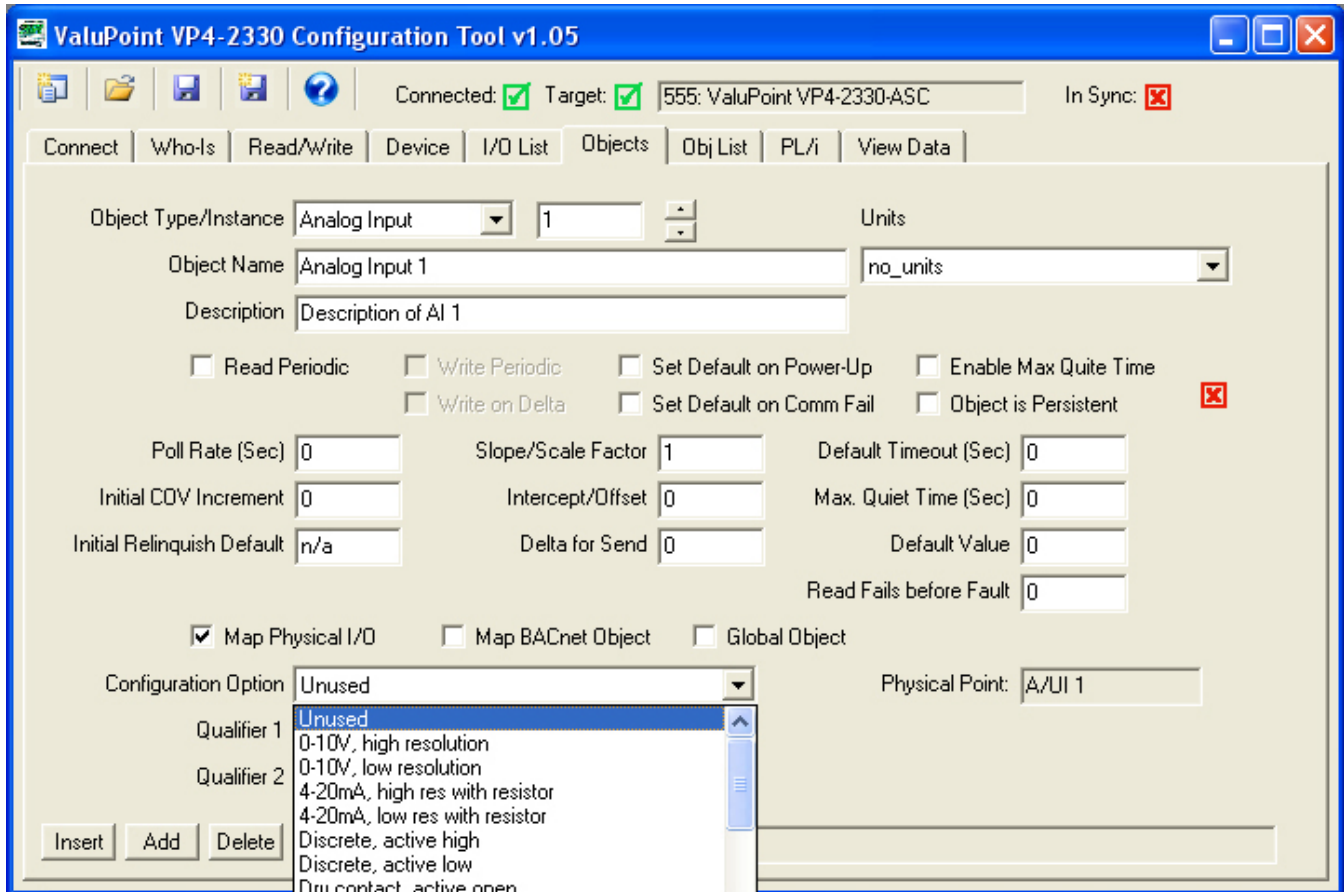 ValuPoint VP4-2330 Configuration Tool v1.05
Connected: Target: 555: ValuPoint VP4-2330-ASC In Sync:
Connect Who-Is Read/Write Device I/O List Objects Obj List PL/i View Data
Object Type/Instance Analog Input 1 Units
Object Name Analog Input 1 no_units
Description Description of AI 1
Read Periodic Write Periodic Set Default on Power-Up Enable Max Quite Time
Write on Delta Set Default on Comm Fail Object is Persistent
Poll Rate (Sec) 0 Slope/Scale Factor 1 Default Timeout (Sec) 0
Initial COV Increment 0 Intercept/Offset 0 Max. Quiet Time (Sec) 0
Initial Relinquish Default n/a Delta for Send 0 Default Value 0
Read Fails before Fault 0
Map Physical I/O Map BACnet Object Global Object
Configuration Option Unused Physical Point: A/UI 1
Unused
Qualifier 1
0-10V, high resolution
0-10V, low resolution
Qualifier 2
4-20mA, high res with resistor
4-20mA, low res with resistor
Insert Add Delete Discrete, active high
Discrete, active low
Dry contact, active open